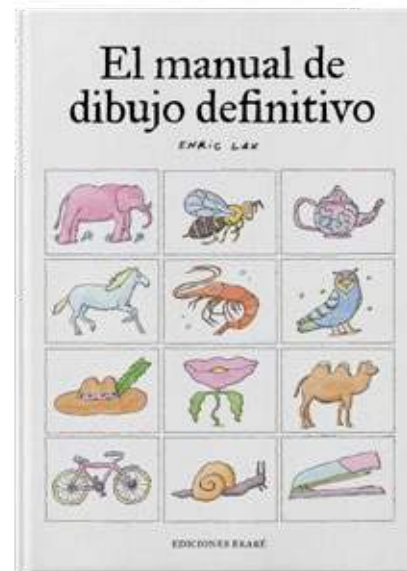 El manual de
dibujo definitivo
ENRIC LAX
EDICIONES EKARÉ